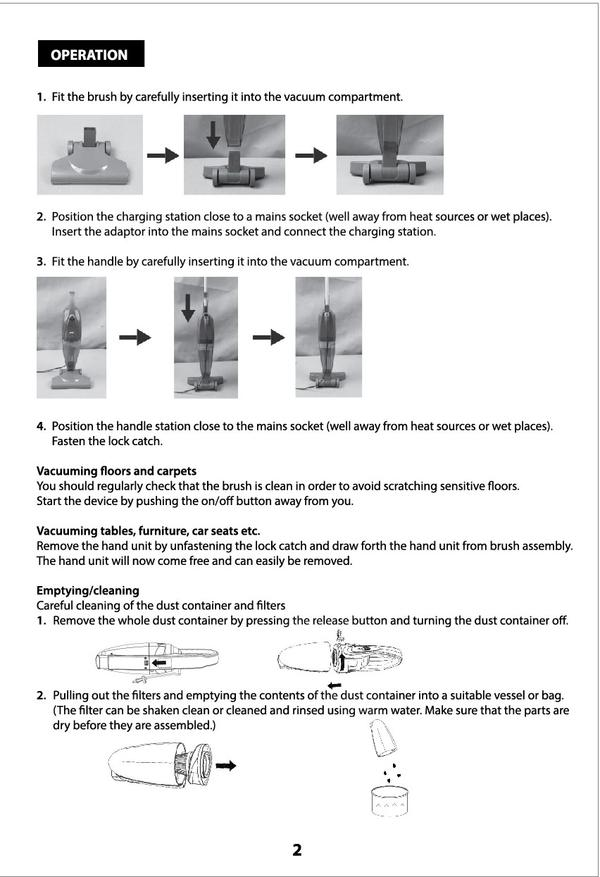 OPERATION
1. Fit the brush by carefully inserting it into the vacuum compartment.
2. Position the charging station close to a mains socket (well away from heat sources or wet places).
Insert the adaptor into the mains socket and connect the charging station.
3. Fit the handle by carefully inserting it into the vacuum compartment.
4. Position the handle station close to the mains socket (well away from heat sources or wet places).
Fasten the lock catch.
Vacuuming floors and carpets
You should regularly check that the brush is clean in order to avoid scratching sensitive floors.
Start the device by pushing the on/off button away from you.
Vacuuming tables, furniture, car seats etc.
Remove the hand unit by unfastening the lock catch and draw forth the hand unit from brush assembly.
The hand unit will now come free and can easily be removed.
Emptying/cleaning
Careful cleaning of the dust container and filters
1. Remove the whole dust container by pressing the release button and turning the dust container off.
2. Pulling out the filters and emptying the contents of the dust container into a suitable vessel or bag.
(The filter can be shaken clean or cleaned and rinsed using warm water. Make sure that the parts are
dry before they are assembled.)
2